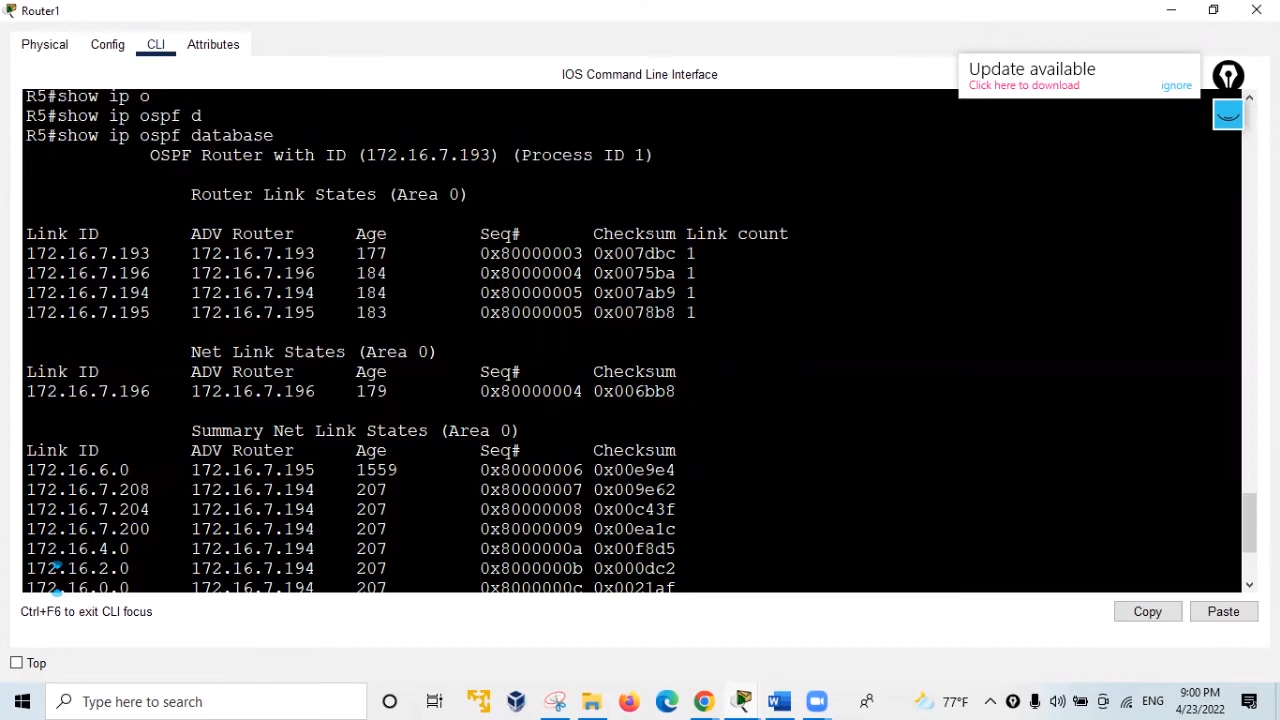 Router1
Physical Config CLI Attributes
IOS Command Line Interface
Update available
Click here to download ignore
R5#show ip o
R5#show ip ospf d
R5#show ip ospf database
OSPF Router with ID (172.16.7.193) (Process ID 1)
Router Link States (Area 0)
Link ID ADV Router Age Seq# Checksum Link count
172.16.7.193 172.16.7.193 177 0x80000003 0x007dbc 1
172.16.7.196 172.16.7.196 184 0x80000004 0x0075ba 1
172.16.7.194 172.16.7.194 184 0x80000005 0x007ab9 1
172.16.7.195 172.16.7.195 183 0x80000005 0x0078b8 1
Net Link States (Area 0)
Link ID ADV Router Age Seq# Checksum
172.16.7.196 172.16.7.196 179 0x80000004 0x006bb8
Summary Net Link States (Area 0)
Link ID ADV Router Age Seq# Checksum
172.16.6.0 172.16.7.195 1559 0x80000006 0x00e9e4
172.16.7.208 172.16.7.194 207 0x80000007 0x009e62
172.16.7.204 172.16.7.194 207 0x80000008 0x00c43f
172.16.7.200 172.16.7.194 207 0x80000009 0x00ea1c
172.16.4.0 172.16.7.194 207 0x8000000a 0x00f8d5
172.16.2.0 172.16.7.194 207 0x8000000b 0x000dc2
172.16.0.0 172.16.7.194 207 0x8000000c 0x0021af
Ctrl+F6 to exit CLI focus
Copy Paste
Top
Type here to search
77°F
ENG
9:00 PM
4/23/2022